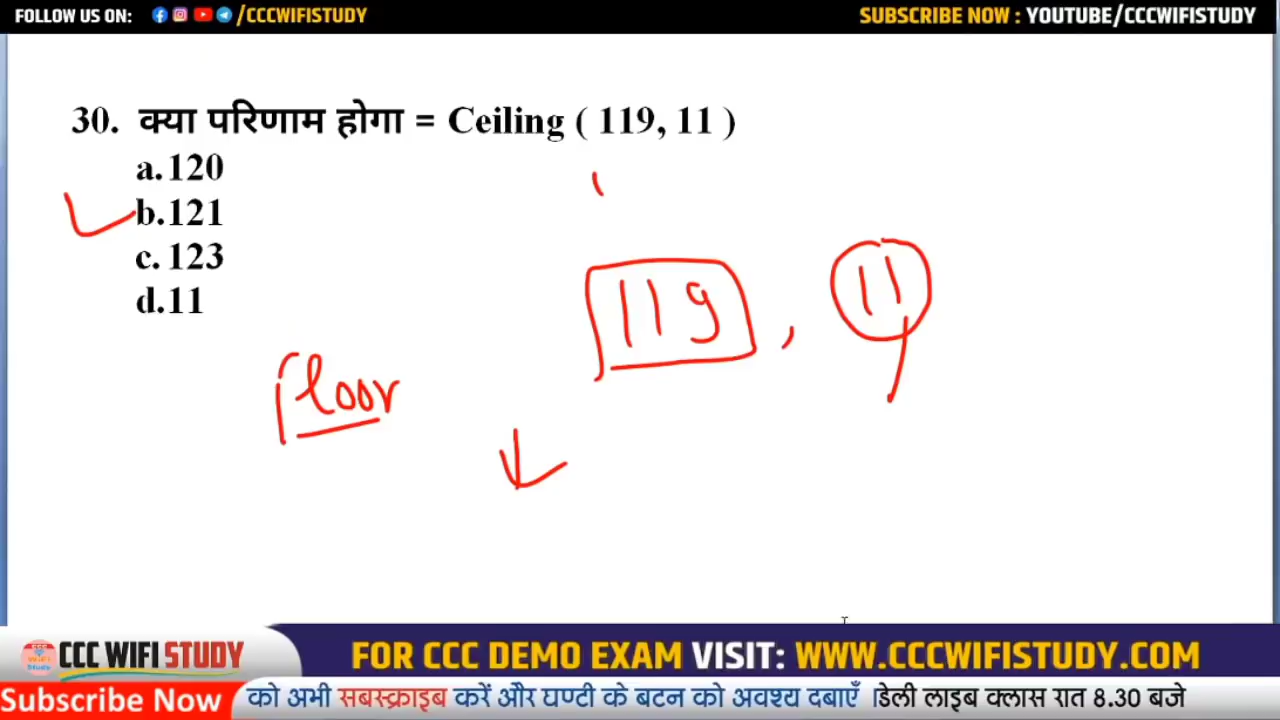 FOLLOW US ON: /CCCWIFISTUDY SUBSCRIBE NOW : YOUTUBE/CCCWIFISTUDY
30. क्या परिणाम होगा = Ceiling ( 119, 11 )
a.120
b.121
c. 123
d.11
119 , 11
floor
CCC WIFI STUDY FOR CCC DEMO EXAM VISIT: WWW.CCCWIFISTUDY.COM
Subscribe Now को अभी सबस्क्राइब करें और घण्टी के बटन को अवश्य दबाएँ । डेली लाइब क्लास रात 8.30 बजे